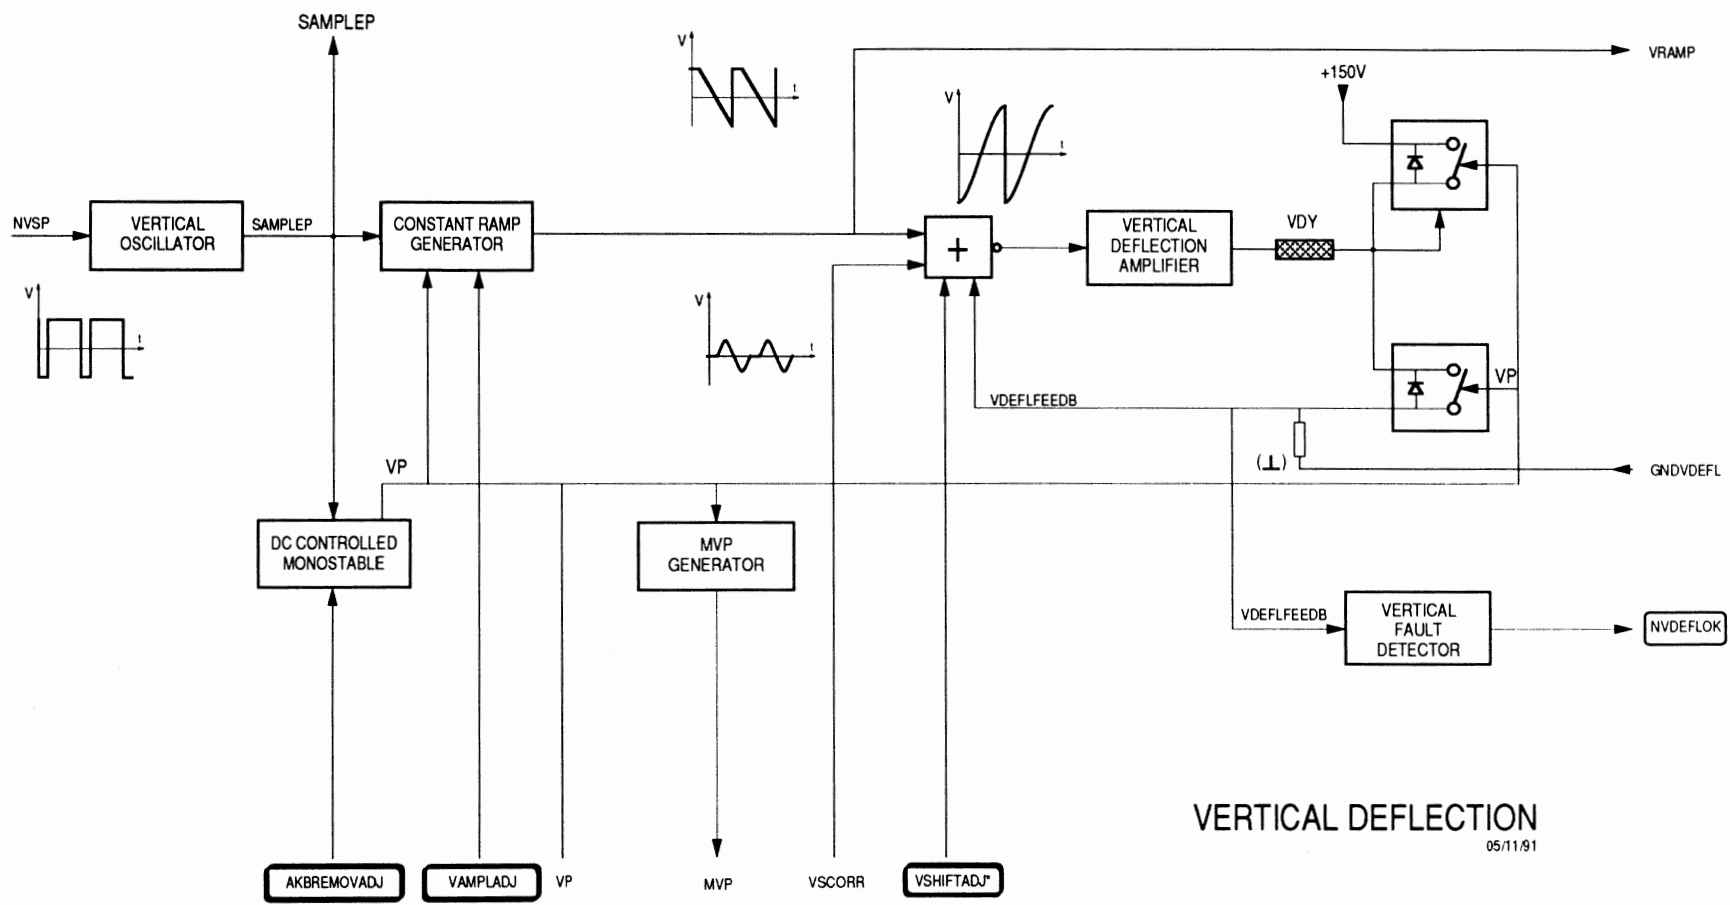 SAMPLEP
V
t
VRAMP
+150V
V
t
NVSP
VERTICAL
OSCILLATOR
SAMPLEP
CONSTANT RAMP
GENERATOR
+
VERTICAL
DEFLECTION
AMPLIFIER
VDY
V
t
V
t
VP
VDEFLFEEDB
(⊥)
GNDVDEFL
VP
DC CONTROLLED
MONOSTABLE
MVP
GENERATOR
VDEFLFEEDB
VERTICAL
FAULT
DETECTOR
NVDEFLOK
VERTICAL DEFLECTION
05/11/91
AKBREMOVADJ
VAMPLADJ
VP
MVP
VSCORR
VSHIFTADJ*